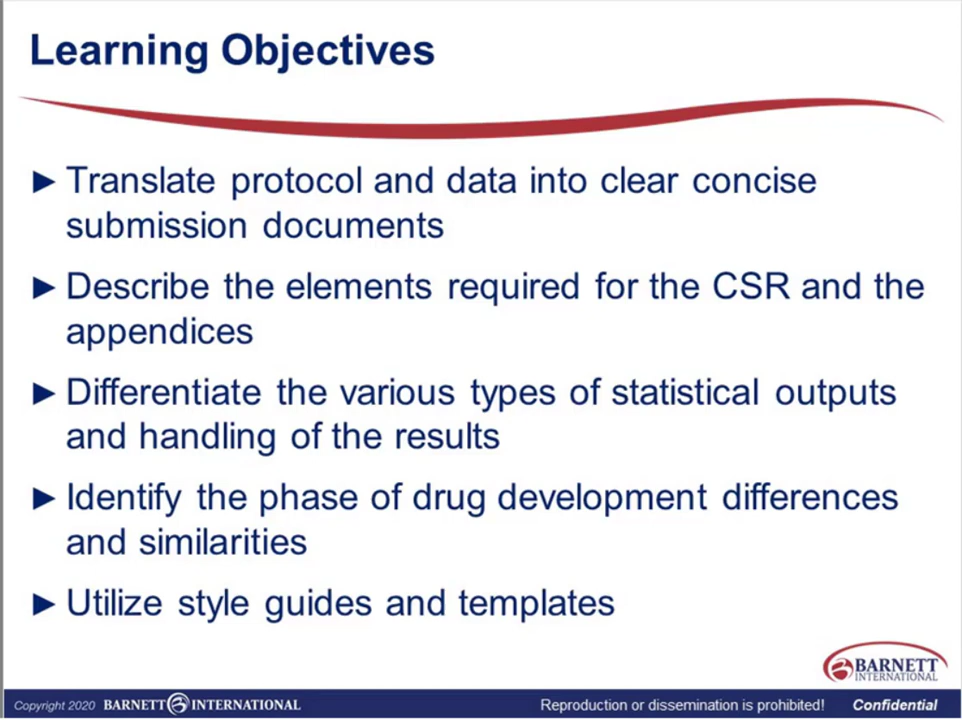 Learning Objectives
►Translate protocol and data into clear concise
submission documents
►Describe the elements required for the CSR and the
appendices
►Differentiate the various types of statistical outputs
and handling of the results
►Identify the phase of drug development differences
and similarities
►Utilize style guides and templates
BARNETT
INTERNATIONAL
Copyright 2020 BARNETT INTERNATIONAL Reproduction or dissemination is prohibited! Confidential